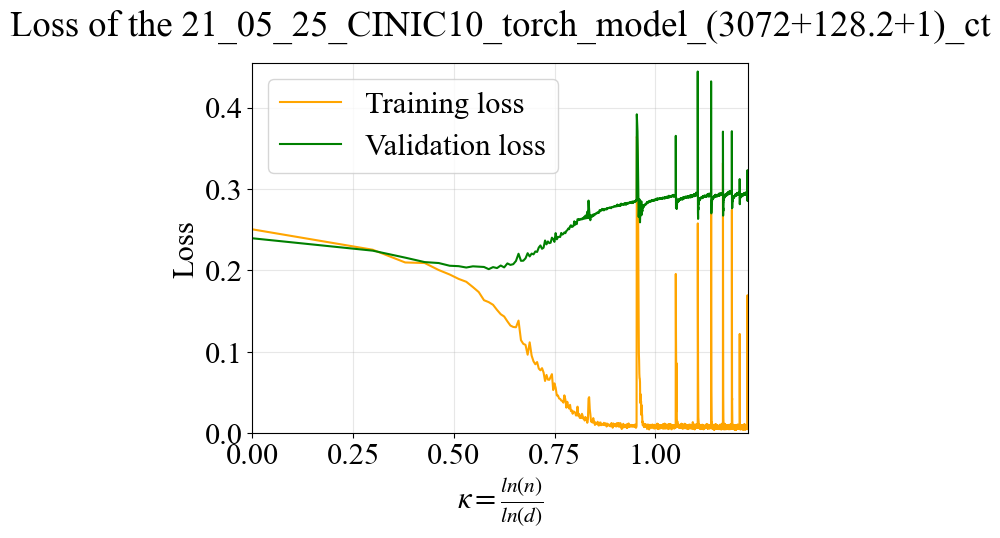 Loss of the 21_05_25_CINIC10_torch_model_(3072+128.2+1)_ct
Training loss
Validation loss
Loss
0.4
0.3
0.2
0.1
0.0
0.00 0.25 0.50 0.75 1.00
κ = ln(n)/ln(d)